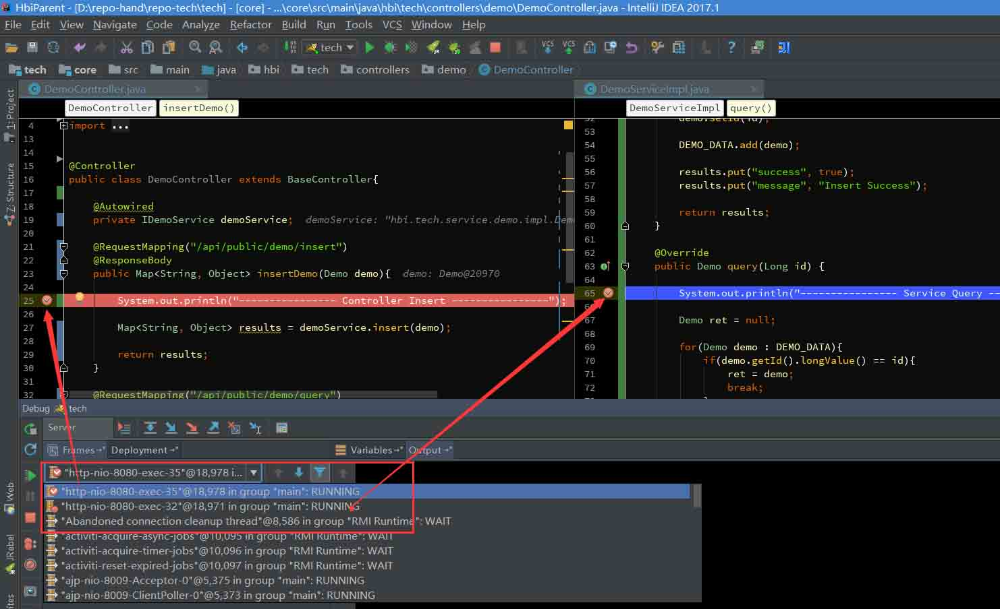 HbiParent - [D:\repo-hand\repo-tech\tech] - [core] - ...\core\src\main\java\hbi\tech\controllers\demo\DemoController.java - IntelliJ IDEA 2017.1
File Edit View Navigate Code Analyze Refactor Build Run Tools VCS Window Help
tech
VCS VCS
tech core src main java hbi tech controllers demo DemoController
1: Project
7: Structure
Web
JRebel
DemoController.java
DemoController insertDemo()
4 import ...
13
14
15 @Controller
16 public class DemoController extends BaseController{
17
18 @Autowired
19 private IDemoService demoService; demoService: "hbi.tech.service.demo.impl.Dem
20
21 @RequestMapping("/api/public/demo/insert")
22 @ResponseBody
23 public Map<String, Object> insertDemo(Demo demo){ demo: Demo@20970
24
25 System.out.println("---------------- Controller Insert ----------------");
26
27 Map<String, Object> results = demoService.insert(demo);
28
29 return results;
30 }
31
32 @RequestMapping("/api/public/demo/query")
DemoServiceImpl.java
DemoServiceImpl query()
52 demo.setId(id);
53
54 DEMO_DATA.add(demo);
55
56 results.put("success", true);
57 results.put("message", "Insert Success");
58
59 return results;
60 }
61
62 @Override
63 public Demo query(Long id) {
64
65 System.out.println("---------------- Service Query --
66
67 Demo ret = null;
68
69 for(Demo demo : DEMO_DATA){
70 if(demo.getId().longValue() == id){
71 ret = demo;
72 break;
}
Debug tech
Server
Frames Deployment Variables Output
"http-nio-8080-exec-35"@18,978 i...
"http-nio-8080-exec-35"@18,978 in group "main": RUNNING
"http-nio-8080-exec-32"@18,971 in group "main": RUNNING
"Abandoned connection cleanup thread"@8,586 in group "RMI Runtime": WAIT
"activiti-acquire-async-jobs"@10,095 in group "RMI Runtime": WAIT
"activiti-acquire-timer-jobs"@10,096 in group "RMI Runtime": WAIT
"activiti-reset-expired-jobs"@10,097 in group "RMI Runtime": WAIT
"ajp-nio-8009-Acceptor-0"@5,375 in group "main": RUNNING
"ajp-nio-8009-ClientPoller-0"@5,373 in group "main": RUNNING